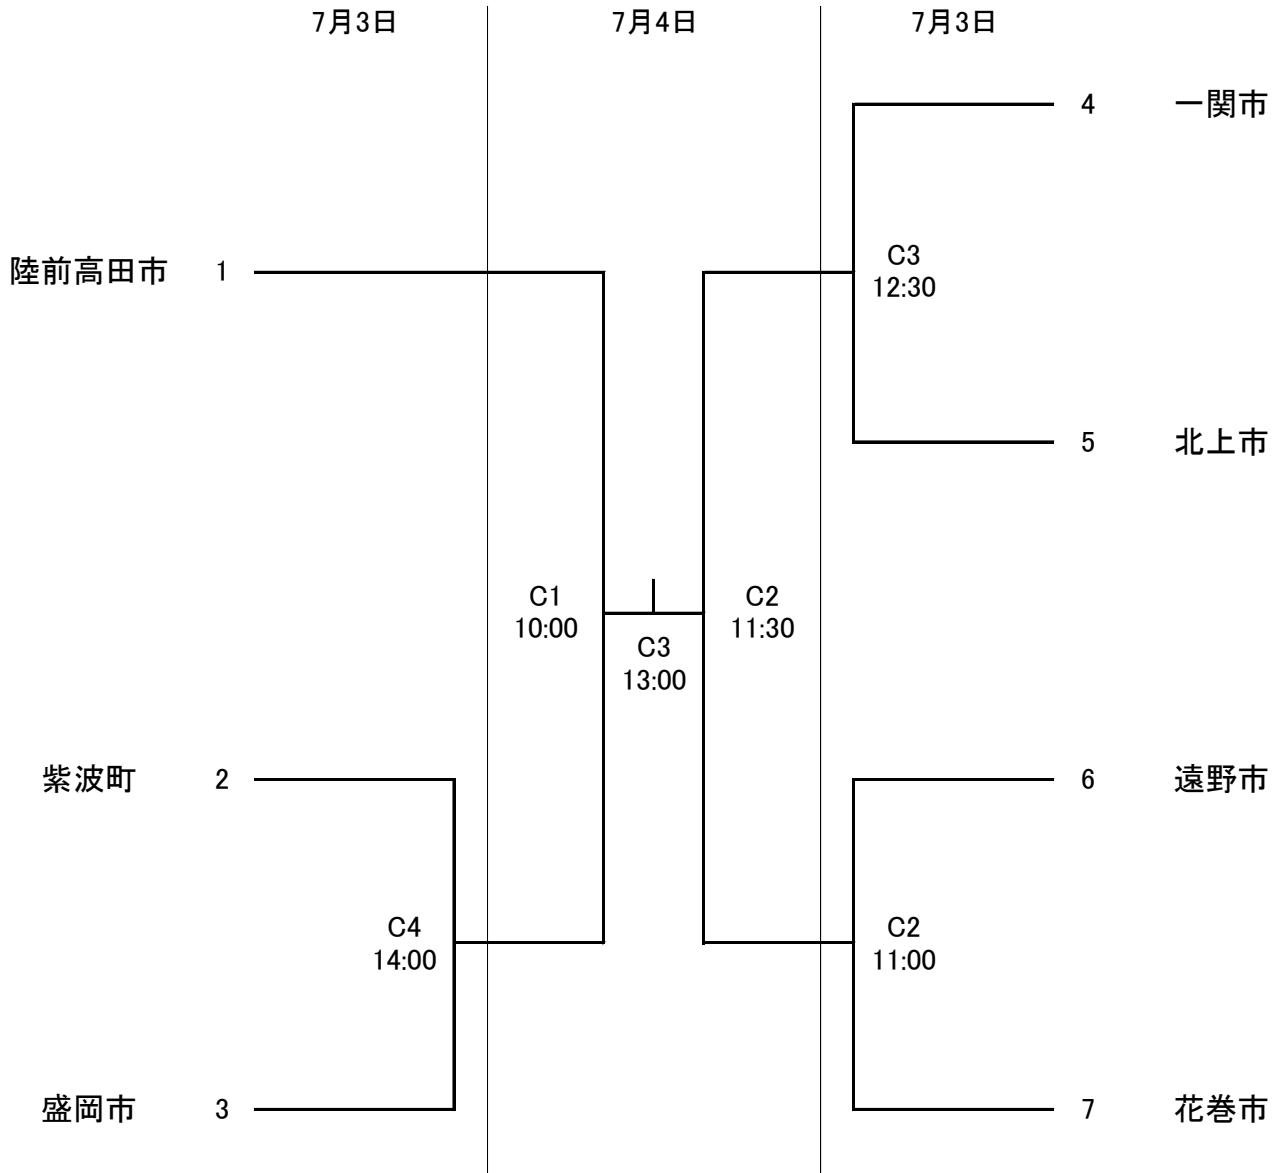 7月3日 7月4日 7月3日
4 一関市
陸前高田市 1
C3
12:30
5 北上市
C1
10:00
C2
11:30
C3
13:00
紫波町 2
6 遠野市
C4
14:00
C2
11:00
盛岡市 3
7 花巻市